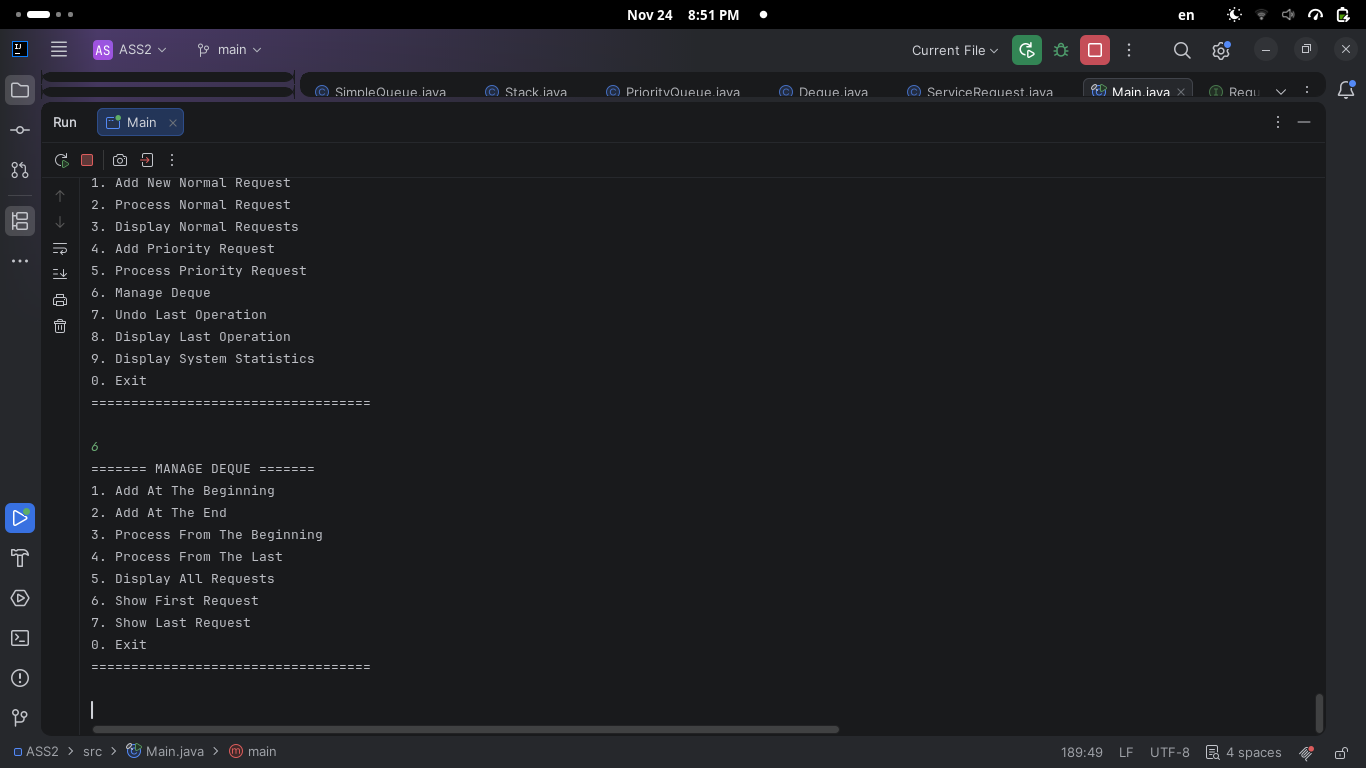 Nov 24 8:51 PM
en
AS ASS2 main Current File
SimpleQueue.java Stack.java PriorityQueue.java Deque.java ServiceRequest.java Main.java Requ
Run Main
1. Add New Normal Request
2. Process Normal Request
3. Display Normal Requests
4. Add Priority Request
5. Process Priority Request
6. Manage Deque
7. Undo Last Operation
8. Display Last Operation
9. Display System Statistics
0. Exit
===================================
6
======= MANAGE DEQUE =======
1. Add At The Beginning
2. Add At The End
3. Process From The Beginning
4. Process From The Last
5. Display All Requests
6. Show First Request
7. Show Last Request
0. Exit
===================================
ASS2 > src > Main.java > main 189:49 LF UTF-8 4 spaces